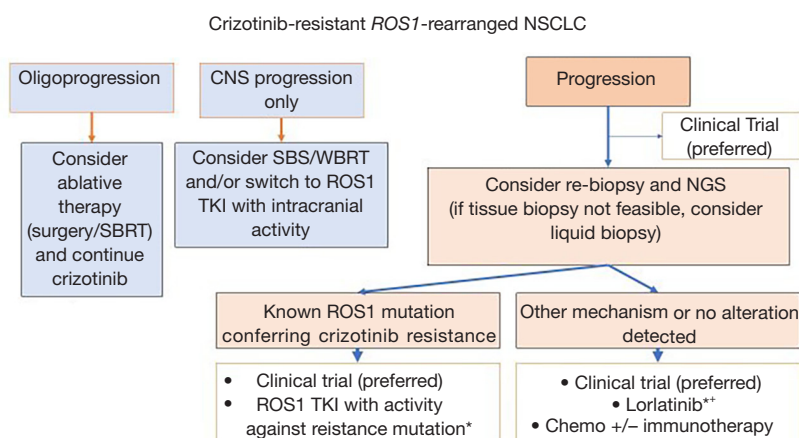 Crizotinib-resistant ROS1-rearranged NSCLC
Oligoprogression
Consider
ablative
therapy
(surgery/SBRT)
and continue
crizotinib
CNS progression
only
Consider SBS/WBRT
and/or switch to ROS1
TKI with intracranial
activity
Progression
Clinical Trial
(preferred)
Consider re-biopsy and NGS
(if tissue biopsy not feasible, consider
liquid biopsy)
Known ROS1 mutation
conferring crizotinib resistance
• Clinical trial (preferred)
• ROS1 TKI with activity
against reistance mutation*
Other mechanism or no alteration
detected
• Clinical trial (preferred)
• Lorlatinib*+
• Chemo +/– immunotherapy